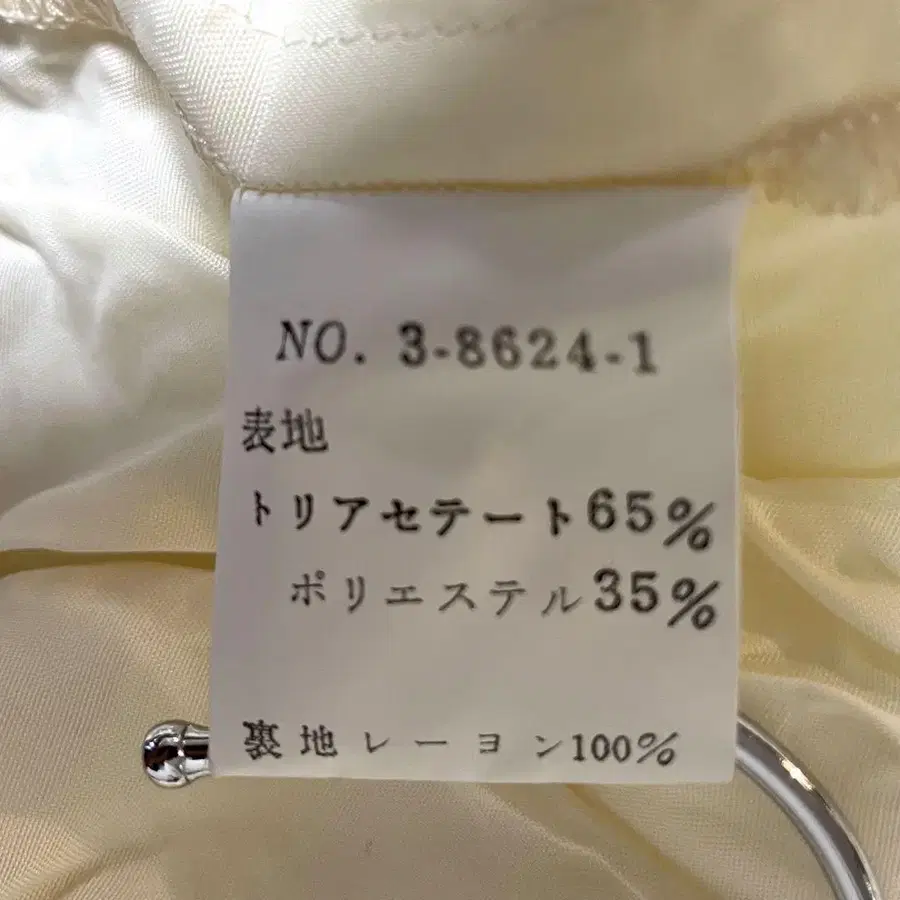 NO. 3-8624-1
表地
トリアセテート65%
ポリエステル35%
裏地レーヨン100%